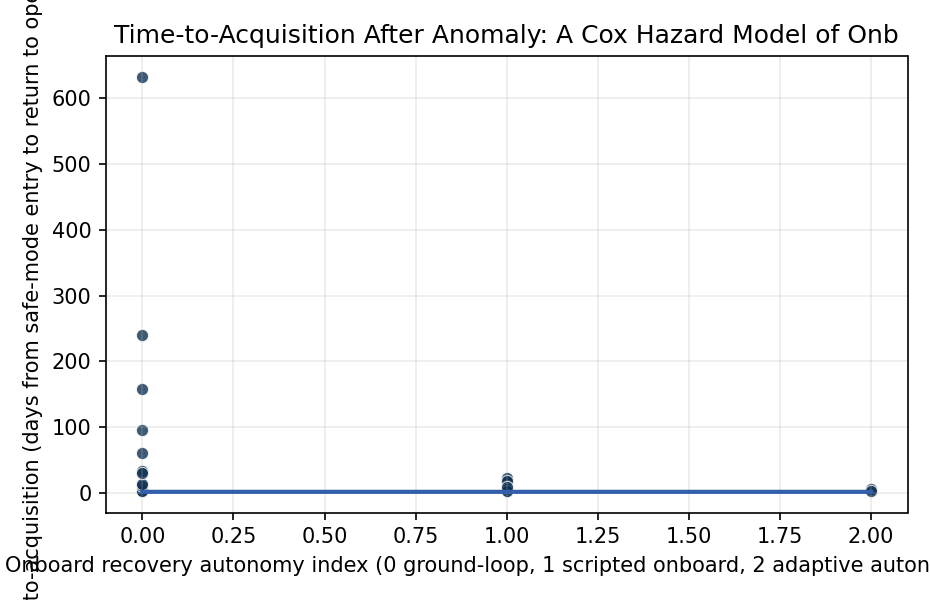 Time-to-Acquisition After Anomaly: A Cox Hazard Model of Onb
to-acquisition (days from safe-mode entry to return to ope
600
500
400
300
200
100
0
0.00 0.25 0.50 0.75 1.00 1.25 1.50 1.75 2.00
Onboard recovery autonomy index (0 ground-loop, 1 scripted onboard, 2 adaptive auton